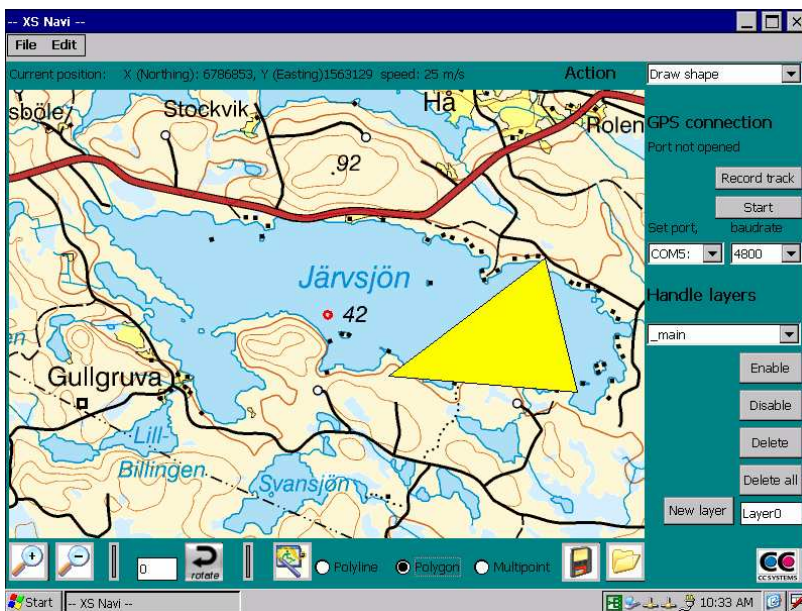 -- XS Navi --
File Edit
Current position: X (Northing): 6786853, Y (Easting)1563129 speed: 25 m/s
Action
Draw shape
sböle
Stockvik
Hå
Rolen
92
Järvsjön
42
Gullgruva
Lill-
Billingen
Svansjön
GPS connection
Port not opened
Record track
Start
Set port, baudrate
COM5: 4800
Handle layers
_main
Enable
Disable
Delete
Delete all
New layer Layer0
0
rotate
Polyline Polygon Multipoint
CC
CC SYSTEMS
Start -- XS Navi -- 10:33 AM